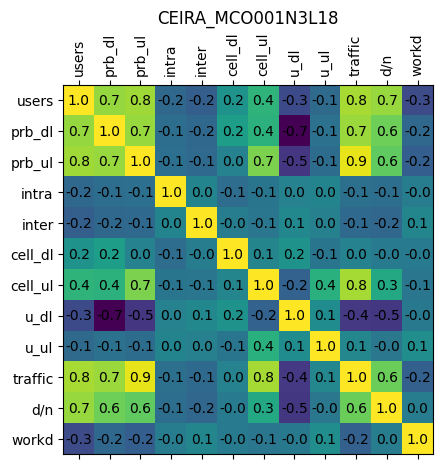 CEIRA_MCO001N3L18
users prb_dl prb_ul intra inter cell_dl cell_ul u_dl u_ul traffic d/n workd
users 1.0 0.7 0.8 -0.2 -0.2 0.2 0.4 -0.3 -0.1 0.8 0.7 -0.3
prb_dl 0.7 1.0 0.7 -0.1 -0.2 0.2 0.4 -0.7 -0.1 0.7 0.6 -0.2
prb_ul 0.8 0.7 1.0 -0.1 -0.1 0.0 0.7 -0.5 -0.1 0.9 0.6 -0.2
intra -0.2 -0.1 -0.1 1.0 0.0 -0.1 -0.1 0.0 0.0 -0.1 -0.1 -0.0
inter -0.2 -0.2 -0.1 0.0 1.0 -0.0 -0.1 0.1 0.0 -0.1 -0.2 0.1
cell_dl 0.2 0.2 0.0 -0.1 -0.0 1.0 0.1 0.2 -0.1 0.0 -0.0 -0.0
cell_ul 0.4 0.4 0.7 -0.1 -0.1 0.1 1.0 -0.2 0.4 0.8 0.3 -0.1
u_dl -0.3 -0.7 -0.5 0.0 0.1 0.2 -0.2 1.0 0.1 -0.4 -0.5 -0.0
u_ul -0.1 -0.1 -0.1 0.0 0.0 -0.1 0.4 0.1 1.0 0.1 -0.0 0.1
traffic 0.8 0.7 0.9 -0.1 -0.1 0.0 0.8 -0.4 0.1 1.0 0.6 -0.2
d/n 0.7 0.6 0.6 -0.1 -0.2 -0.0 0.3 -0.5 -0.0 0.6 1.0 0.0
workd -0.3 -0.2 -0.2 -0.0 0.1 -0.0 -0.1 -0.0 0.1 -0.2 0.0 1.0